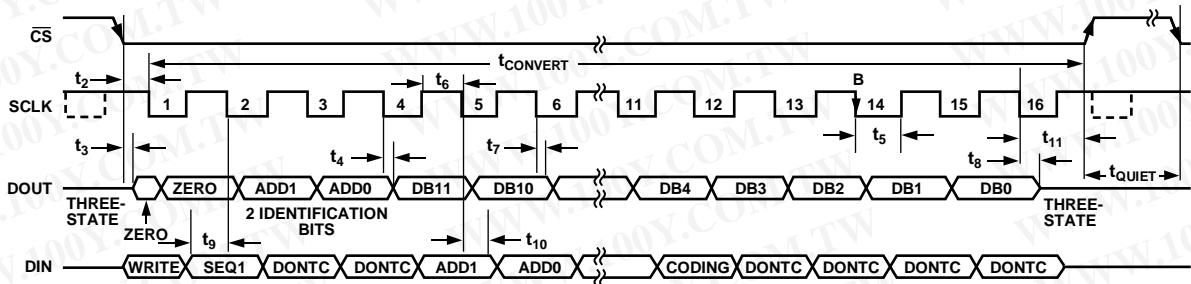 CS
tCONVERT
t2
t6
B
SCLK
1 2 3 4 5 6 11 12 13 14 15 16
t3
t4
t7
t5
t8
t11
DOUT
ZERO ADD1 ADD0 DB11 DB10 DB4 DB3 DB2 DB1 DB0
tQUIET
THREE-
STATE
ZERO
2 IDENTIFICATION
BITS
THREE-
STATE
t9
t10
DIN
WRITE SEQ1 DONTC DONTC ADD1 ADD0 CODING DONTC DONTC DONTC DONTC
WWW.100Y.COM.TW